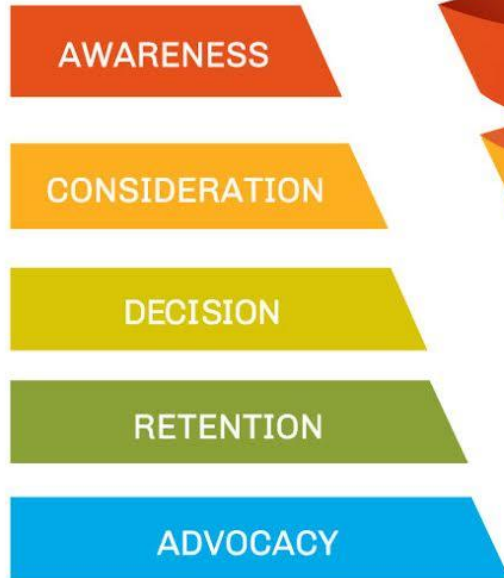 AWARENESS
CONSIDERATION
DECISION
RETENTION
ADVOCACY